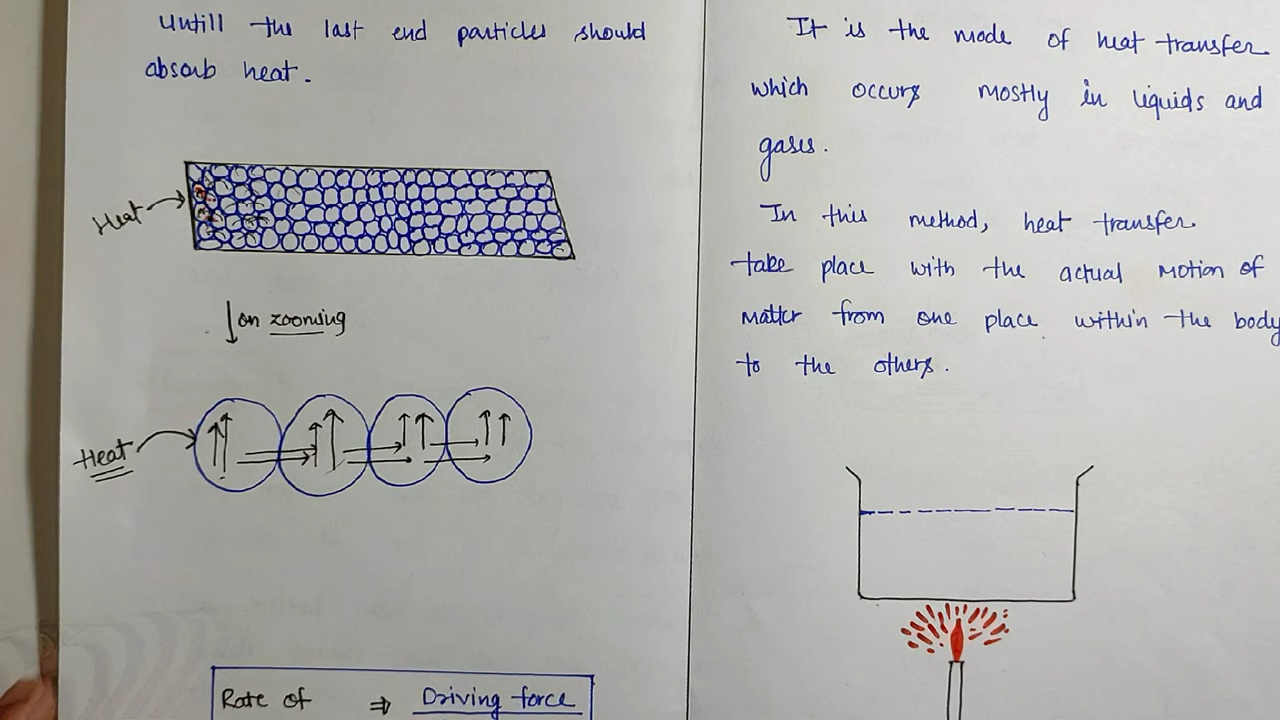 Untill the last end particles should
absorb heat.
Heat
on zooming
Heat
Rate of ⇒ Driving force
It is the mode of heat transfer
which occurs mostly in liquids and
gases.
In this method, heat transfer
take place with the actual motion of
matter from one place within the body
to the others.